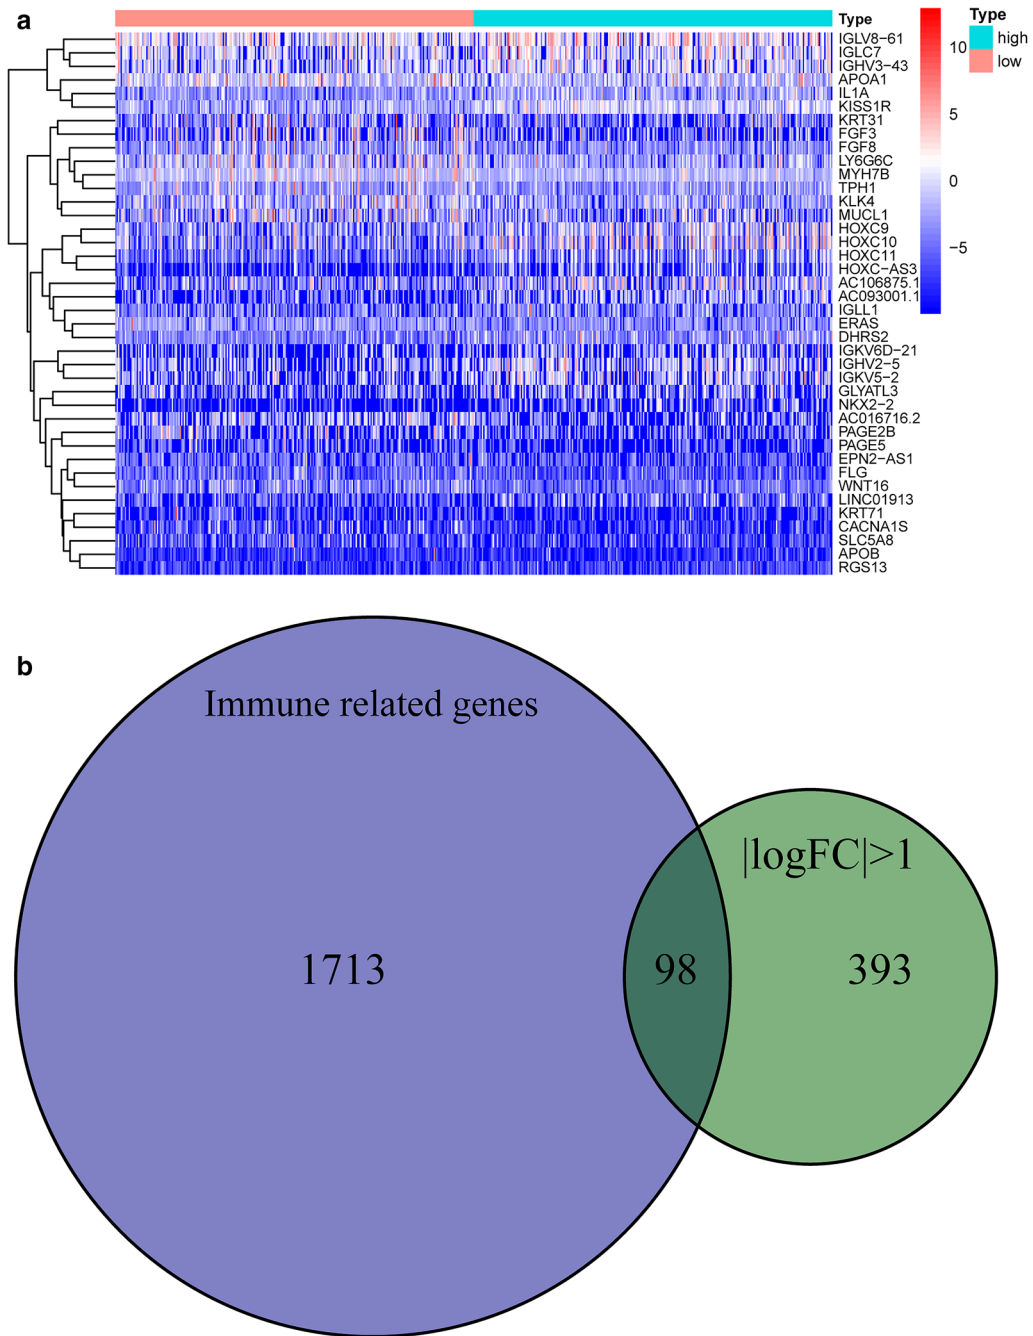 a
Type
IGLV8−61
IGLC7
IGHV3−43
APOA1
IL1A
KISS1R
KRT31
FGF3
FGF8
LY6G6C
MYH7B
TPH1
KLK4
MUCL1
HOXC9
HOXC10
HOXC11
HOXC−AS3
AC106875.1
AC093001.1
IGLL1
ERAS
DHRS2
IGKV6D−21
IGHV2−5
IGKV5−2
GLYATL3
NKX2−2
AC016716.2
PAGE2B
PAGE5
EPN2−AS1
FLG
WNT16
LINC01913
KRT71
CACNA1S
SLC5A8
APOB
RGS13
10
5
0
−5
Type
high
low
b
Immune related genes
|logFC|>1
1713
98
393